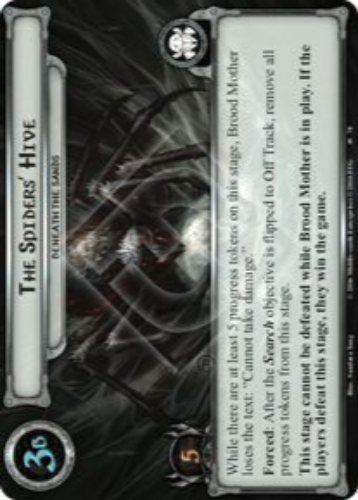 3B
THE SPIDERS' HIVE
BENEATH THE SANDS
5
While there are at least 5 progress tokens on this stage, Brood Mother
loses the text: "Cannot take damage."
Forced: After the Search objective is flipped to Off Track, remove all
progress tokens from this stage.
This stage cannot be defeated while Brood Mother is in play. If the
players defeat this stage, they win the game.